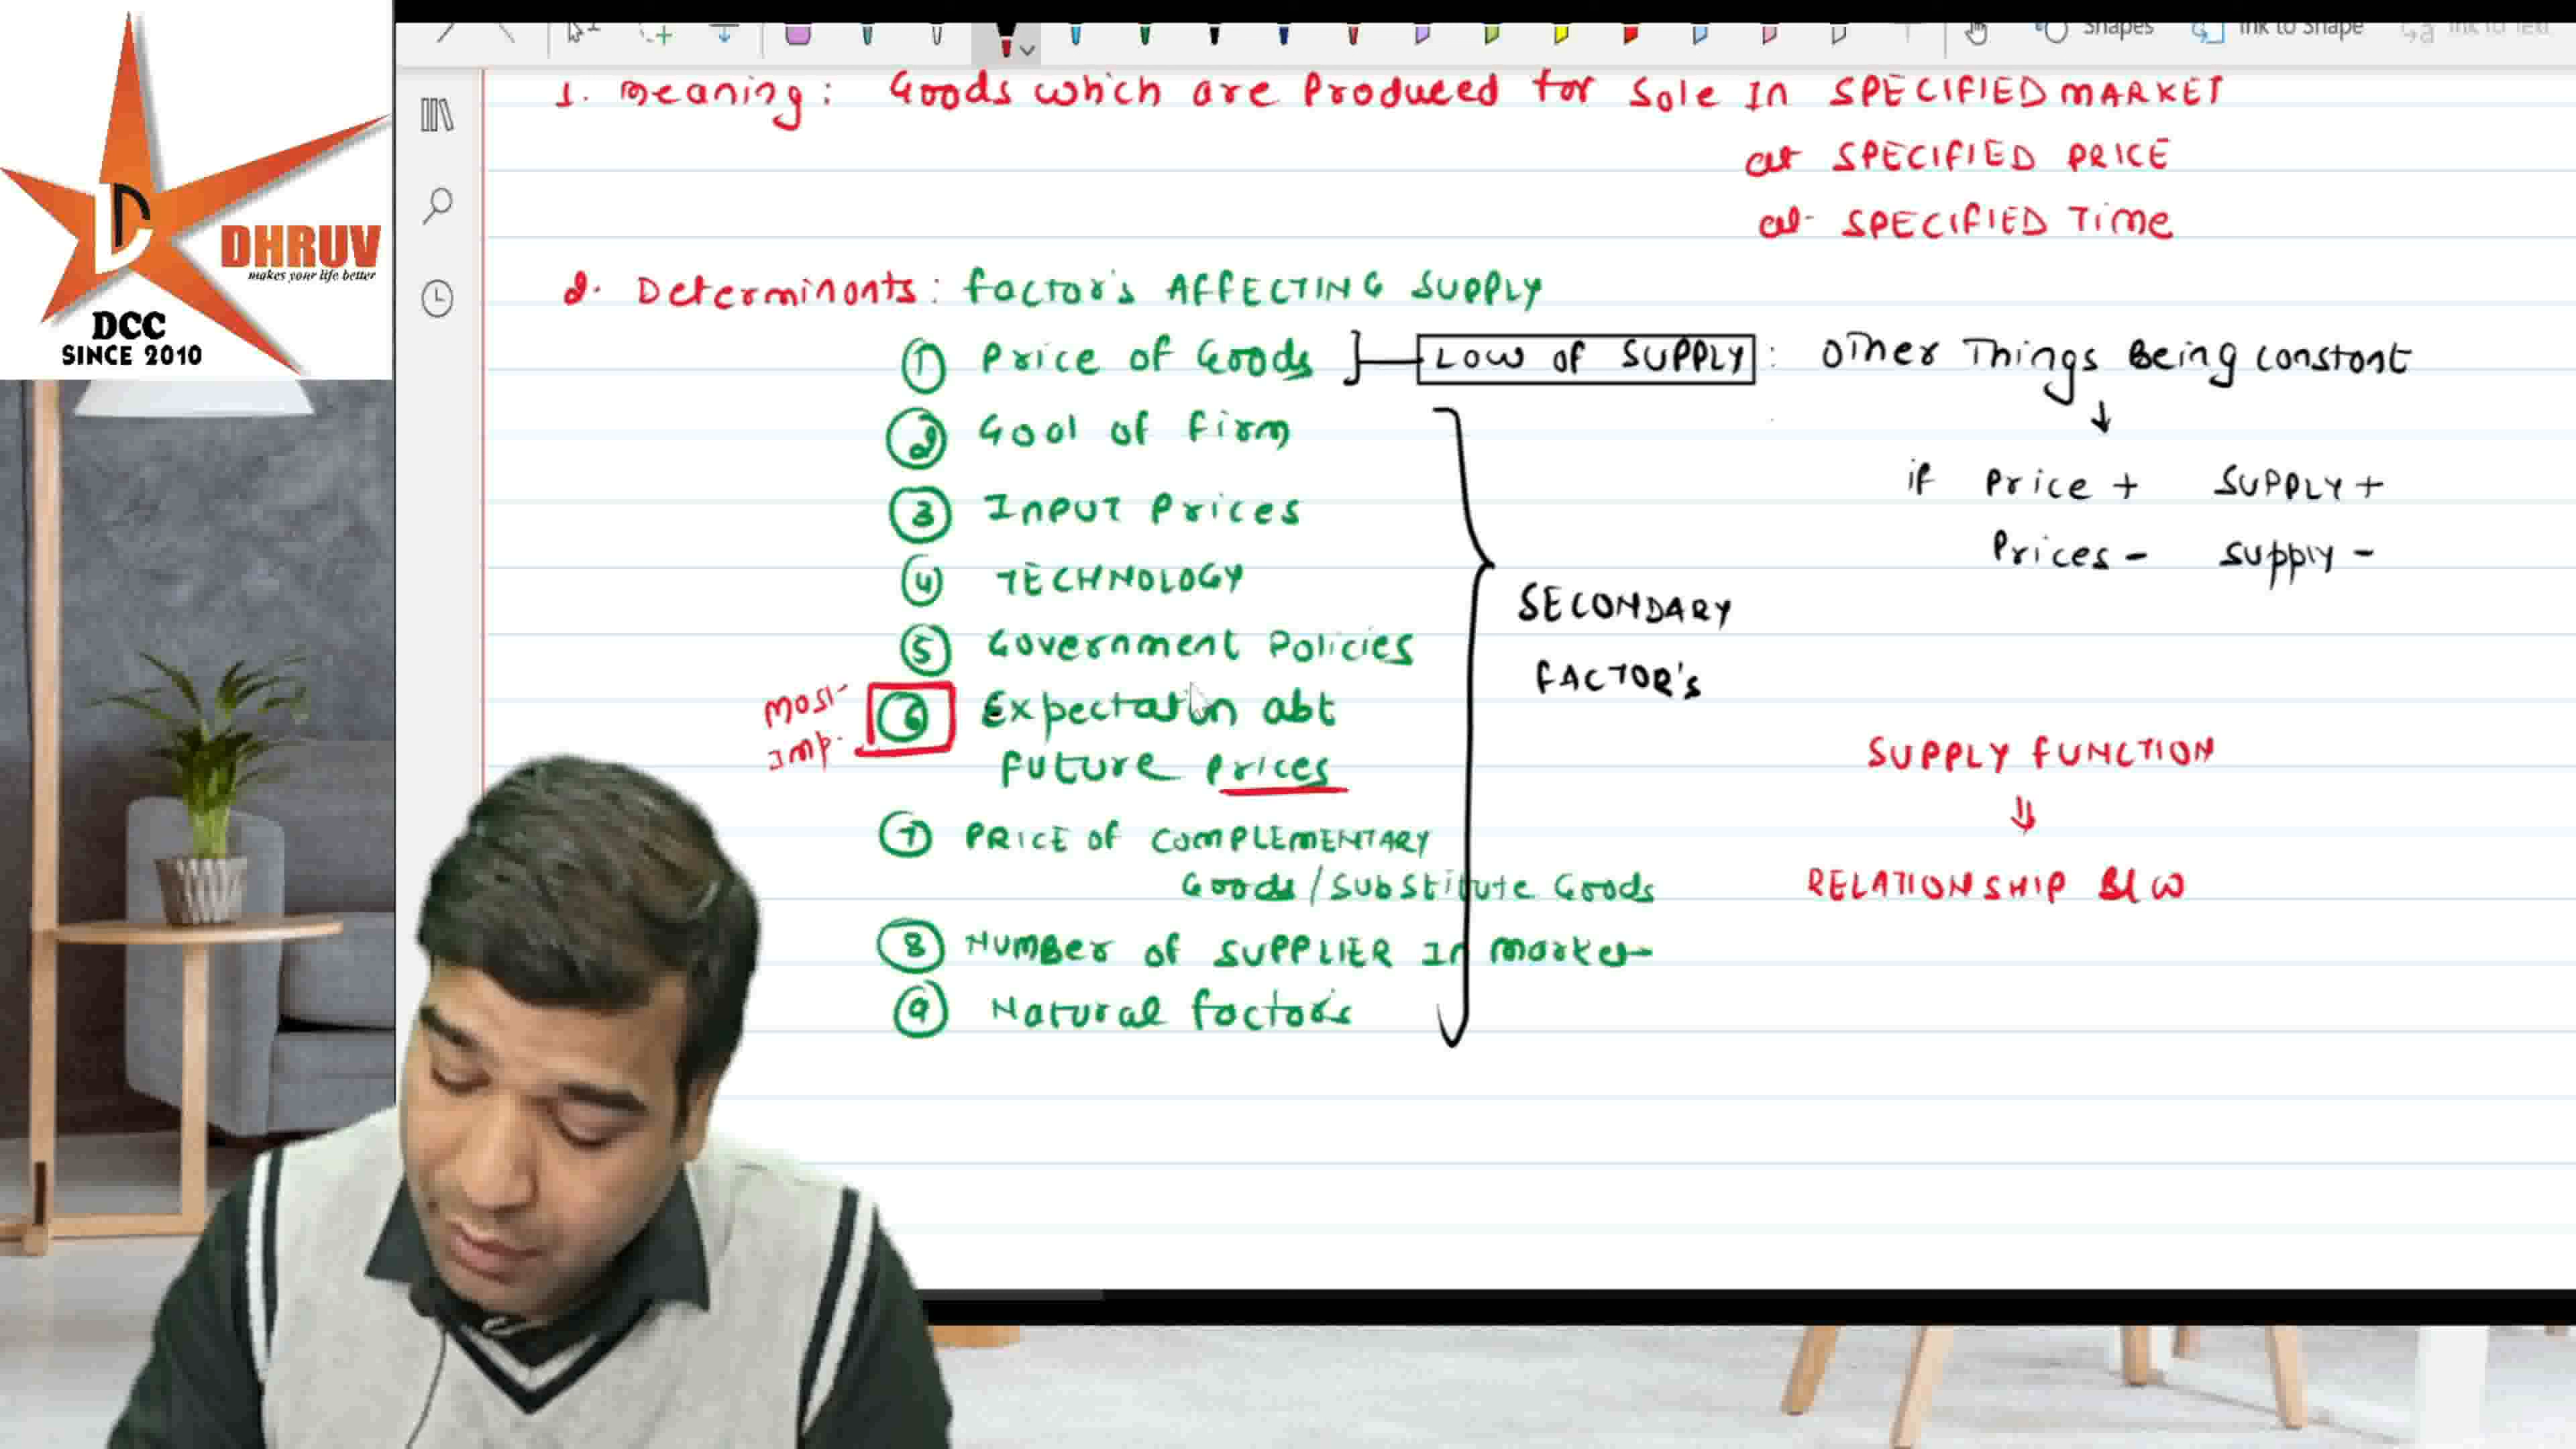 Shapes
Ink to Shape
Ink to Text
1. Meaning: Goods which are Produced for Sale In SPECIFIED MARKET
at SPECIFIED PRICE
at SPECIFIED Time
DHRUV
makes your life better
DCC
SINCE 2010
2. Determinants: factor's AFFECTING SUPPLY
1 Price of Goods LOW OF SUPPLY : Other Things Being constant
2 Goal of firm
if Price + SUPPLY +
3 INPUT Prices
Prices - Supply -
4 TECHNOLOGY
SECONDARY
5 Government Policies
FACTOR'S
Most
Imp.
6 Expectation abt
future prices
SUPPLY FUNCTION
7 PRICE of COMPLEMENTARY
Goods/Substitute Goods
RELATIONSHIP B/W
8 Number of SUPPLIER In market
9 Natural factor's